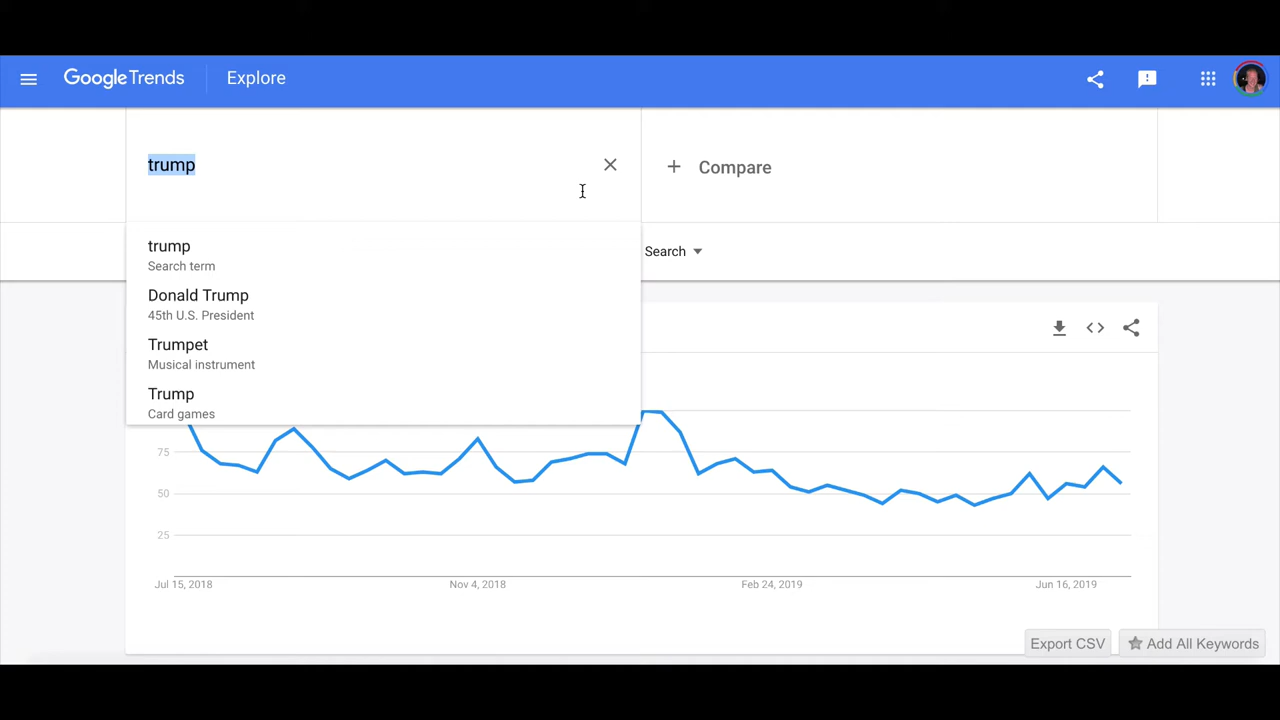 Google Trends
Explore
trump
+ Compare
trump
Search term
Donald Trump
45th U.S. President
Trumpet
Musical instrument
Trump
Card games
Search
75
50
25
Jul 15, 2018
Nov 4, 2018
Feb 24, 2019
Jun 16, 2019
Export CSV
Add All Keywords